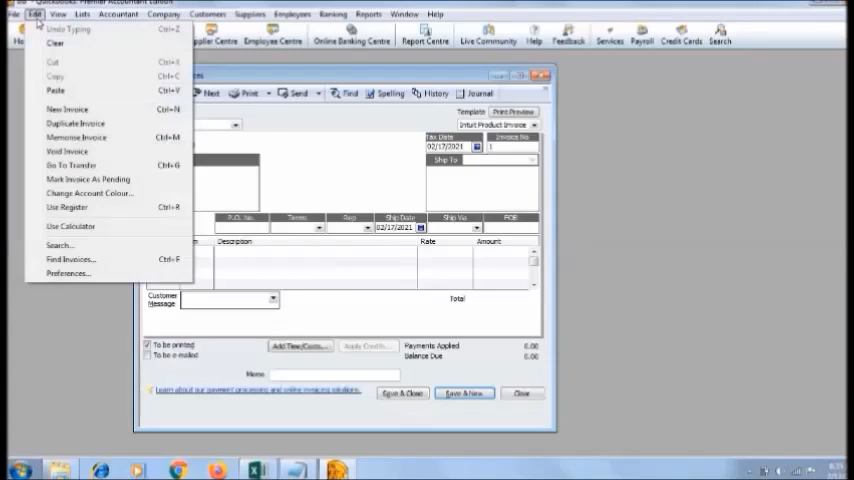 QuickBooks: Premier Accountant Edition
File Edit View Lists Accountant Company Customers Suppliers Employees Banking Reports Window Help
Supplier Centre Employee Centre Online Banking Centre Report Centre Live Community Help Feedback Services Payroll Credit Cards Search
Undo Typing Ctrl+Z
Clear
Cut Ctrl+X
Copy Ctrl+C
Paste Ctrl+V
New Invoice Ctrl+N
Duplicate Invoice
Memorise Invoice Ctrl+M
Void Invoice
Go To Transfer Ctrl+G
Mark Invoice As Pending
Change Account Colour...
Use Register Ctrl+R
Use Calculator
Search...
Find Invoices... Ctrl+F
Preferences...
Next Print Send Find Spelling History Journal
Template Print Preview
Intuit Product Invoice
Tax Date Invoice No
02/17/2021 1
Ship To
P.O. No. Terms Rep Ship Date Ship Via FOB
02/17/2021
Description Rate Amount
Customer Message
Total
To be printed Add Time/Costs... Apply Credits... Payments Applied 0.00
To be e-mailed Balance Due 0.00
Memo
Learn about our payment processing and online invoicing solutions.
Save & Close Save & New Clear